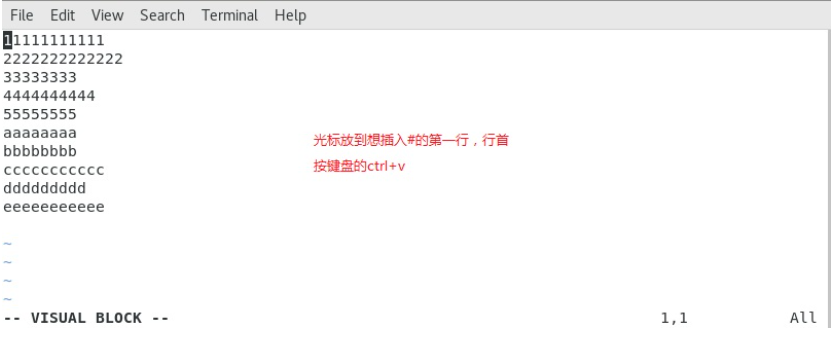 File Edit View Search Terminal Help
11111111111
2222222222222
33333333
4444444444
55555555
aaaaaaaa
bbbbbbbb
光标放到想插入#的第一行，行首
按键盘的ctrl+v
ccccccccccc
ddddddddd
eeeeeeeeeee
~
~
~
~
-- VISUAL BLOCK -- 1,1 All